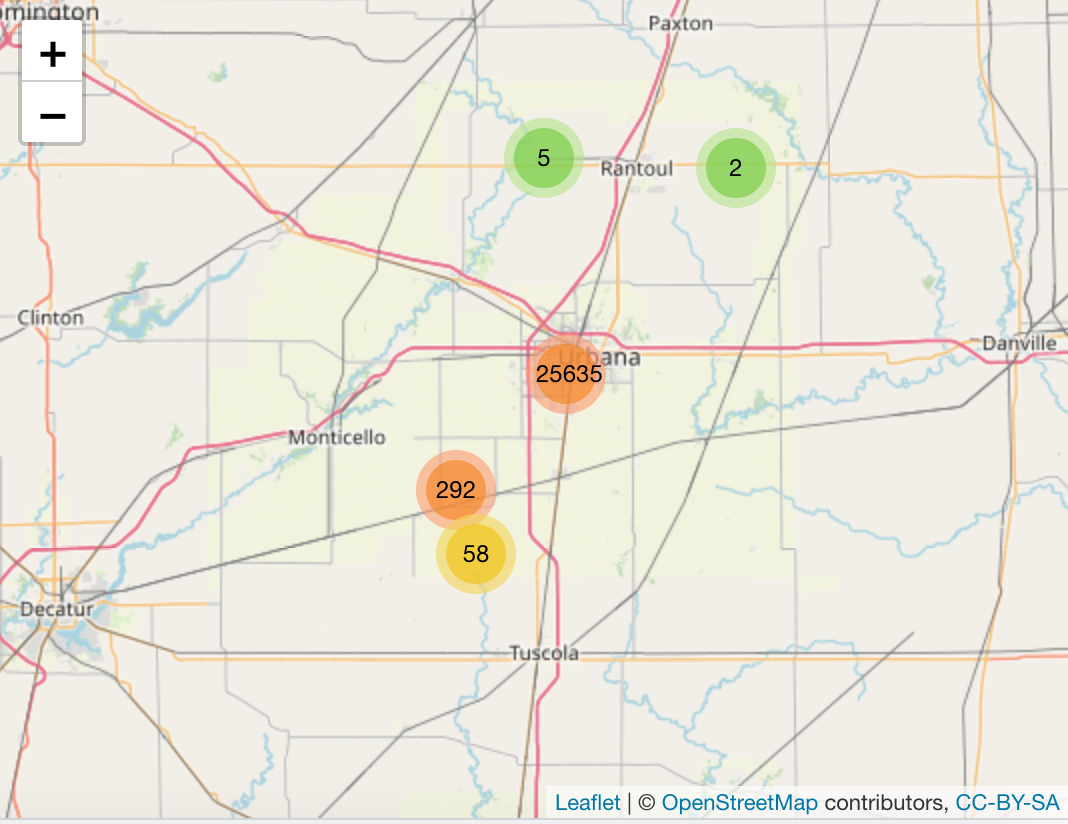 omington
+
−
Paxton
5
Rantoul
2
Clinton
Danville
Urbana
25635
Monticello
292
58
Decatur
Tuscola
Leaflet | © OpenStreetMap contributors, CC-BY-SA